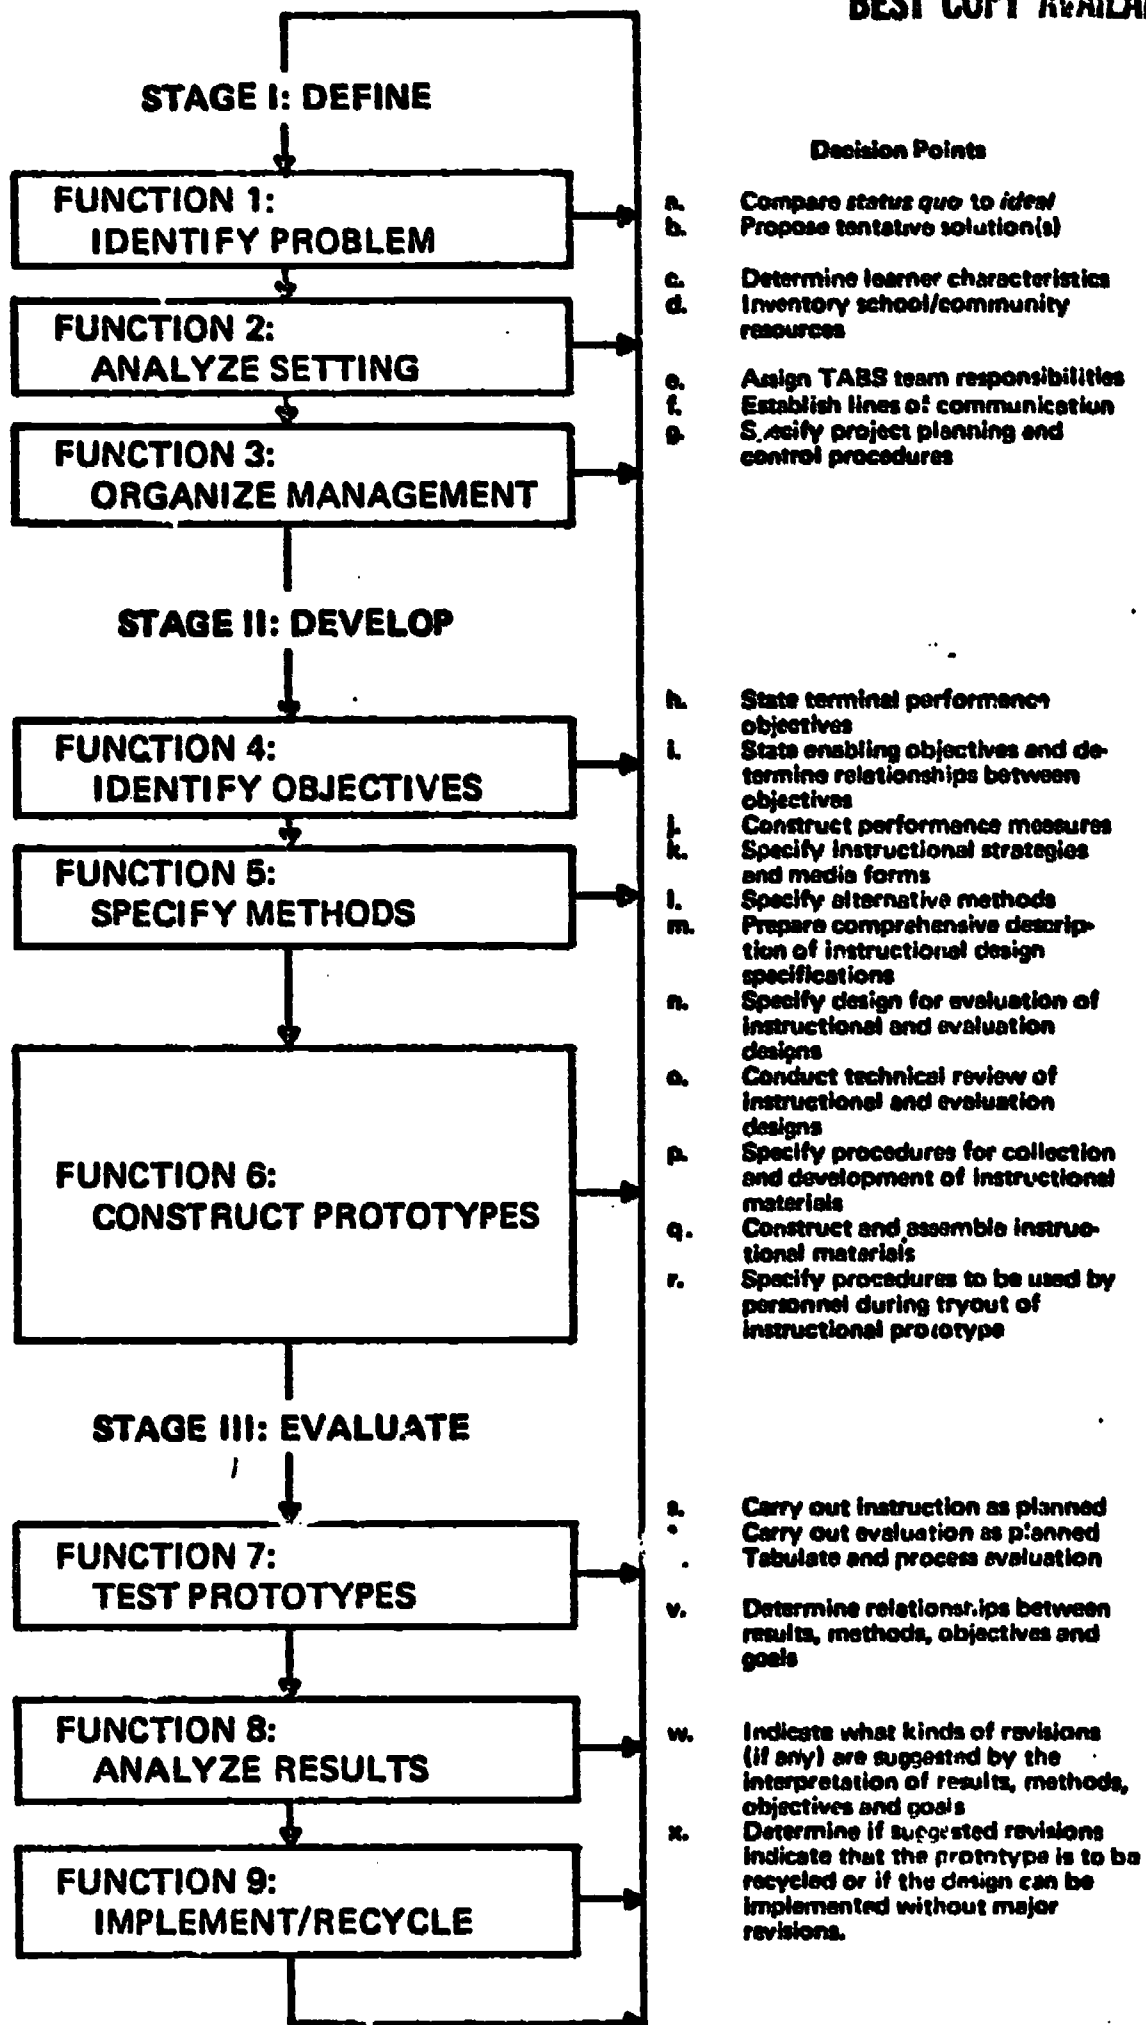 BEST COPY
STAGE I: DEFINE
FUNCTION 1:
IDENTIFY PROBLEM
FUNCTION 2:
ANALYZE SETTING
FUNCTION 3:
ORGANIZE MANAGEMENT
STAGE II: DEVELOP
FUNCTION 4:
IDENTIFY OBJECTIVES
FUNCTION 5:
SPECIFY METHODS
FUNCTION 6:
CONSTRUCT PROTOTYPES
STAGE III: EVALUATE
FUNCTION 7:
TEST PROTOTYPES
FUNCTION 8:
ANALYZE RESULTS
FUNCTION 9:
IMPLEMENT/RECYCLE
Decision Points
a. Compare status quo to ideal
b. Propose tentative solution(s)
c. Determine learner characteristics
d. Inventory school/community
resources
e. Assign TABS team responsibilities
f. Establish lines of communication
g. Specify project planning and
control procedures
h. State terminal performance
objectives
i. State enabling objectives and de-
termine relationships between
objectives
j. Construct performance measures
k. Specify instructional strategies
and media forms
l. Specify alternative methods
m. Prepare comprehensive descrip-
tion of instructional design
specifications
n. Specify design for evaluation of
instructional and evaluation
designs
o. Conduct technical review of
instructional and evaluation
designs
p. Specify procedures for collection
and development of instructional
materials
q. Construct and assemble instruc-
tional materials
r. Specify procedures to be used by
personnel during tryout of
instructional prototype
s. Carry out instruction as planned
Carry out evaluation as planned
Tabulate and process evaluation
v. Determine relationships between
results, methods, objectives and
goals
w. Indicate what kinds of revisions
(if any) are suggested by the
interpretation of results, methods,
objectives and goals
x. Determine if suggested revisions
indicate that the prototype is to be
recycled or if the design can be
implemented without major
revisions.